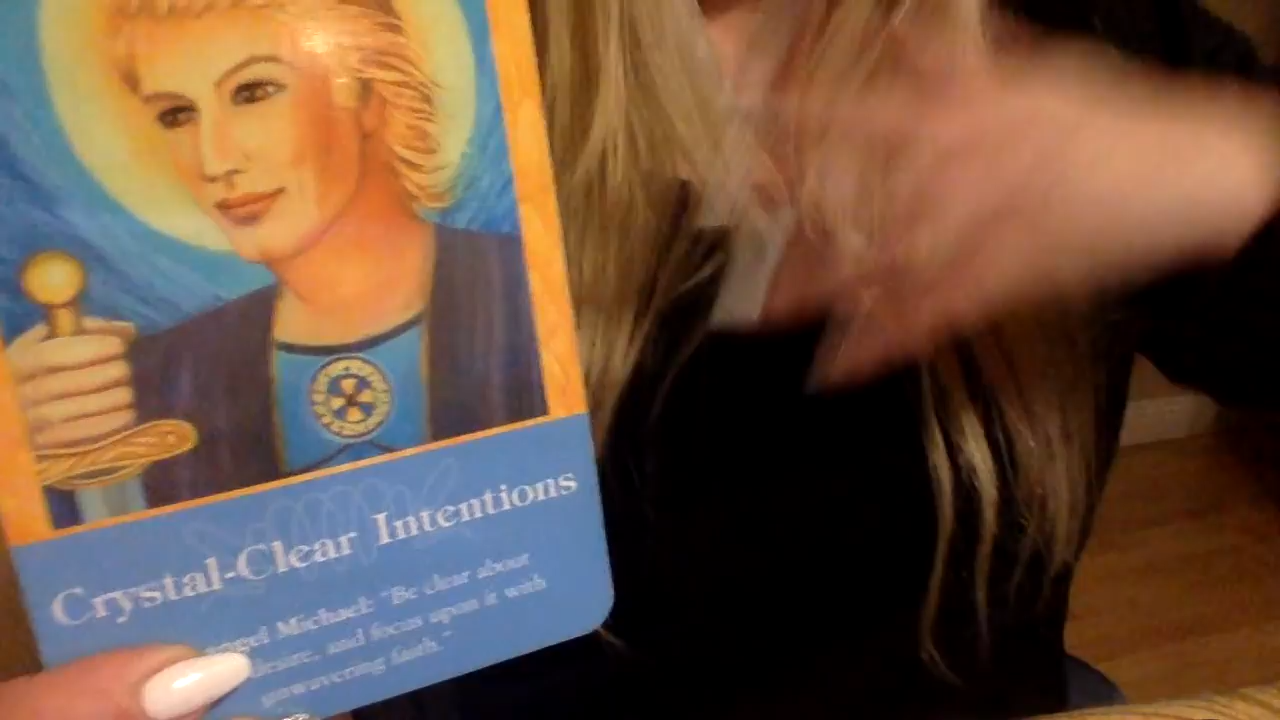 Crystal-Clear Intentions
angel Michael: "Be clear about
desire, and focus upon it with
unwavering faith."